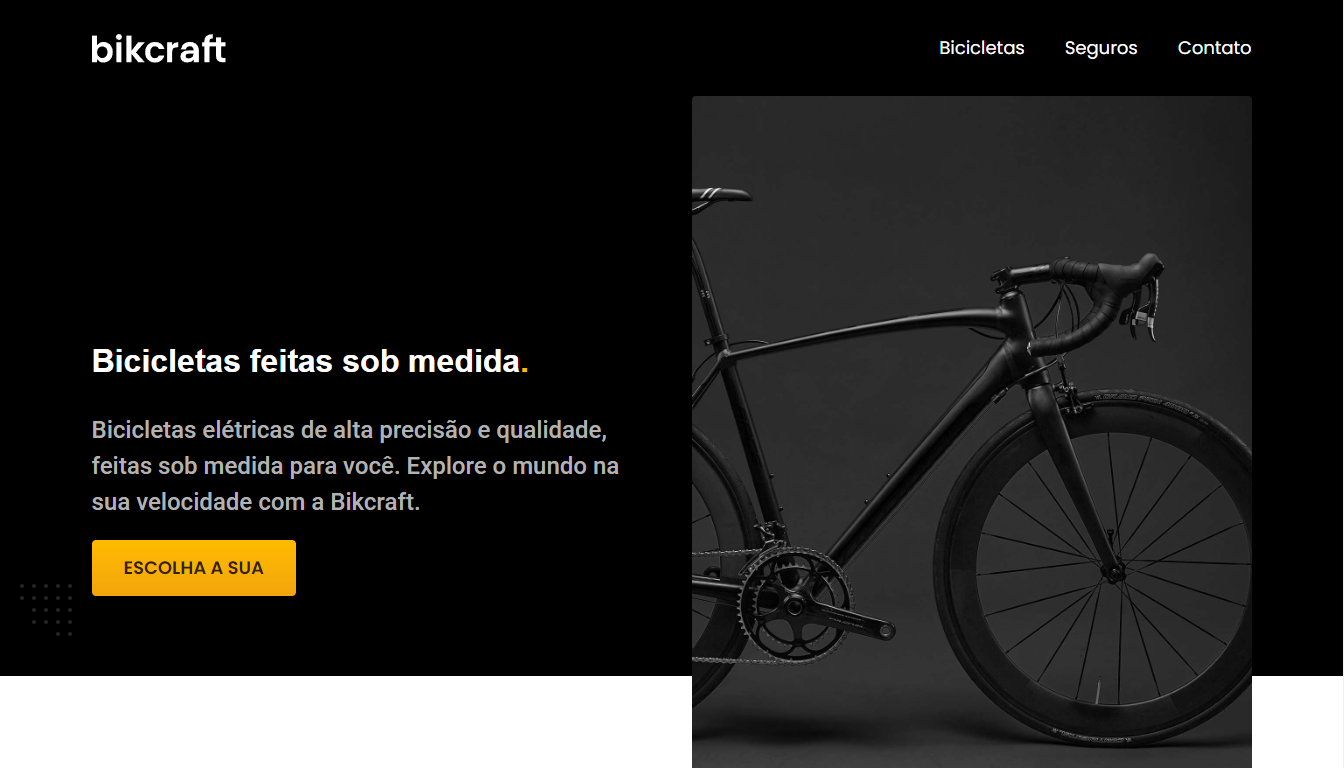 bikcraft
Bicicletas Seguros Contato
Bicicletas feitas sob medida.
Bicicletas elétricas de alta precisão e qualidade,
feitas sob medida para você. Explore o mundo na
sua velocidade com a Bikcraft.
ESCOLHA A SUA